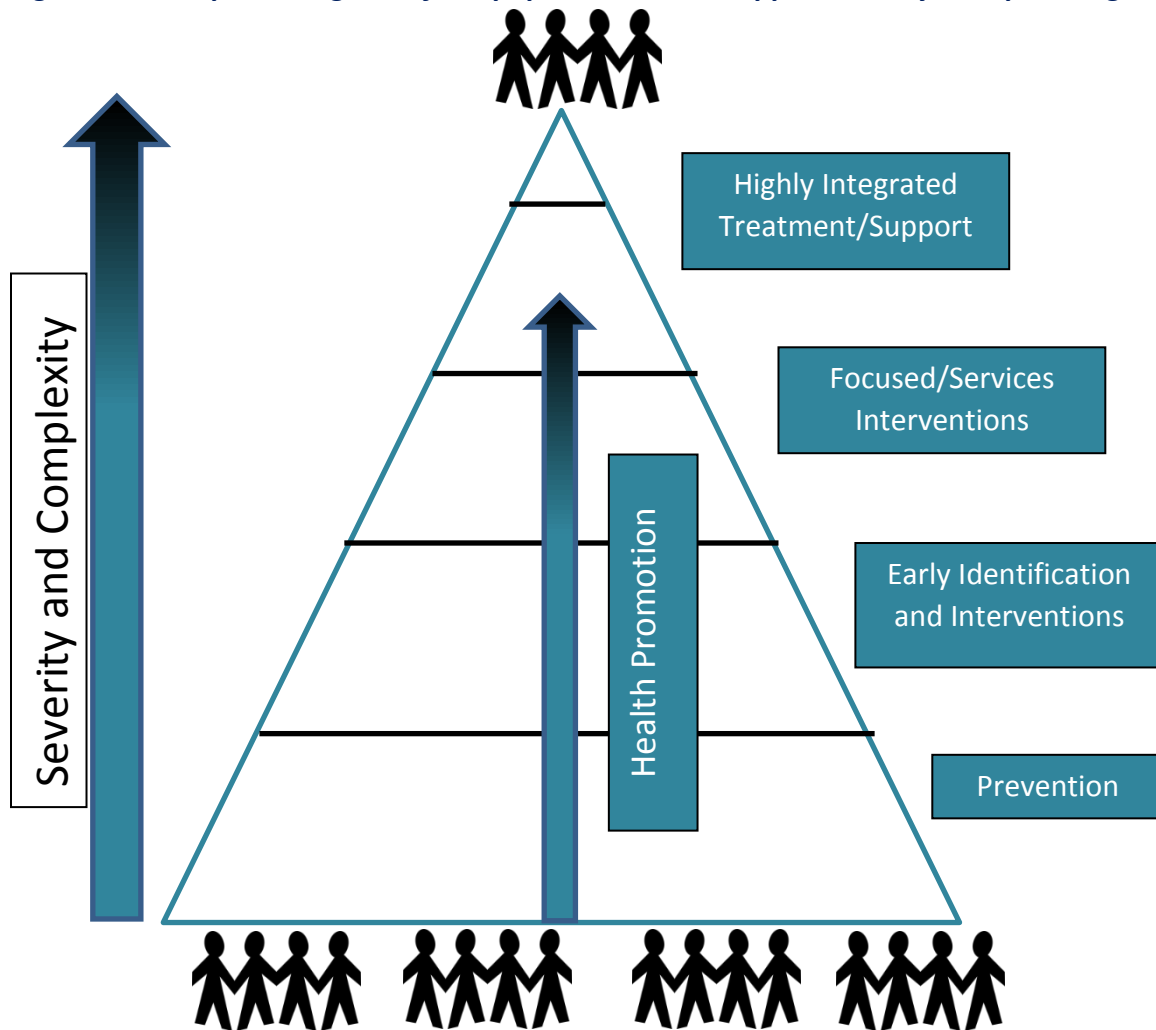 Severity and Complexity
Highly Integrated
Treatment/Support
Focused/Services
Interventions
Health Promotion
Early Identification
and Interventions
Prevention